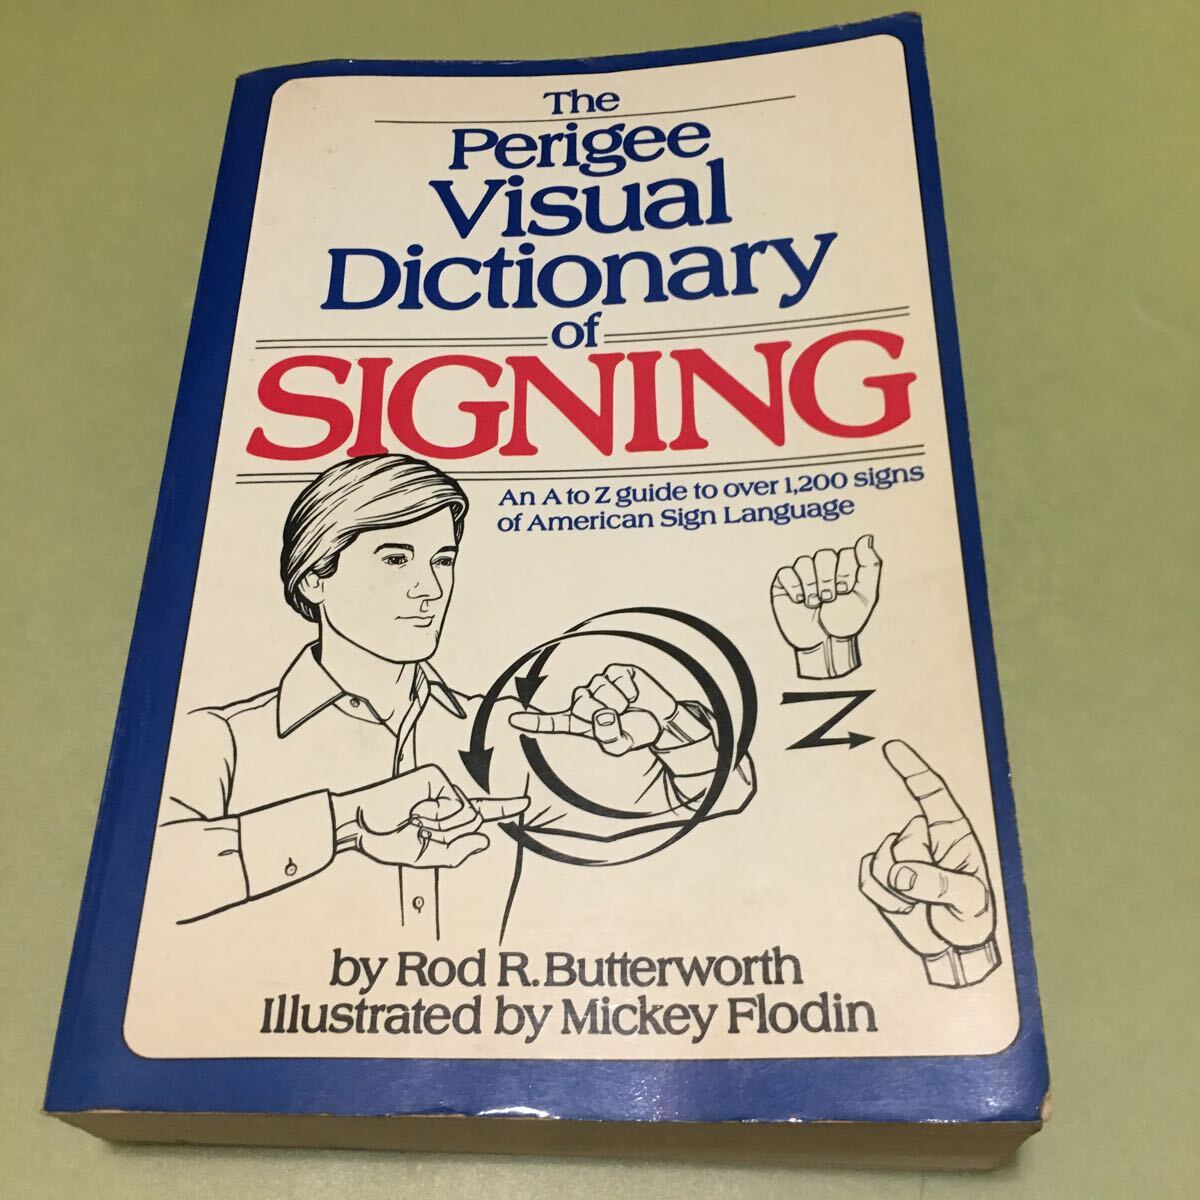 The
Perigee
Visual
Dictionary
of
SIGNING
An A to Z guide to over 1,200 signs
of American Sign Language
by Rod R. Butterworth
Illustrated by Mickey Flodin